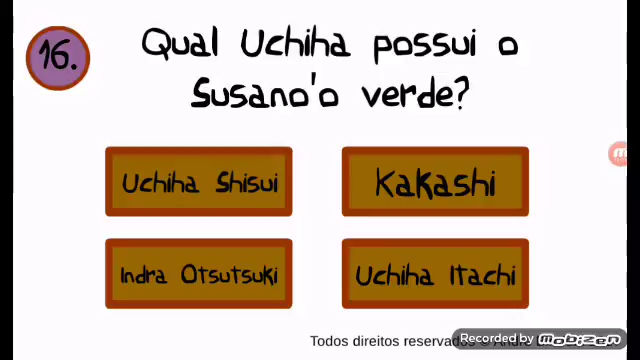 16.
Qual Uchiha possui o
Susano'o verde?
Uchiha Shisui
Kakashi
Indra Otsutsuki
Uchiha Itachi
Todos direitos reservados ©
Recorded by mobizen